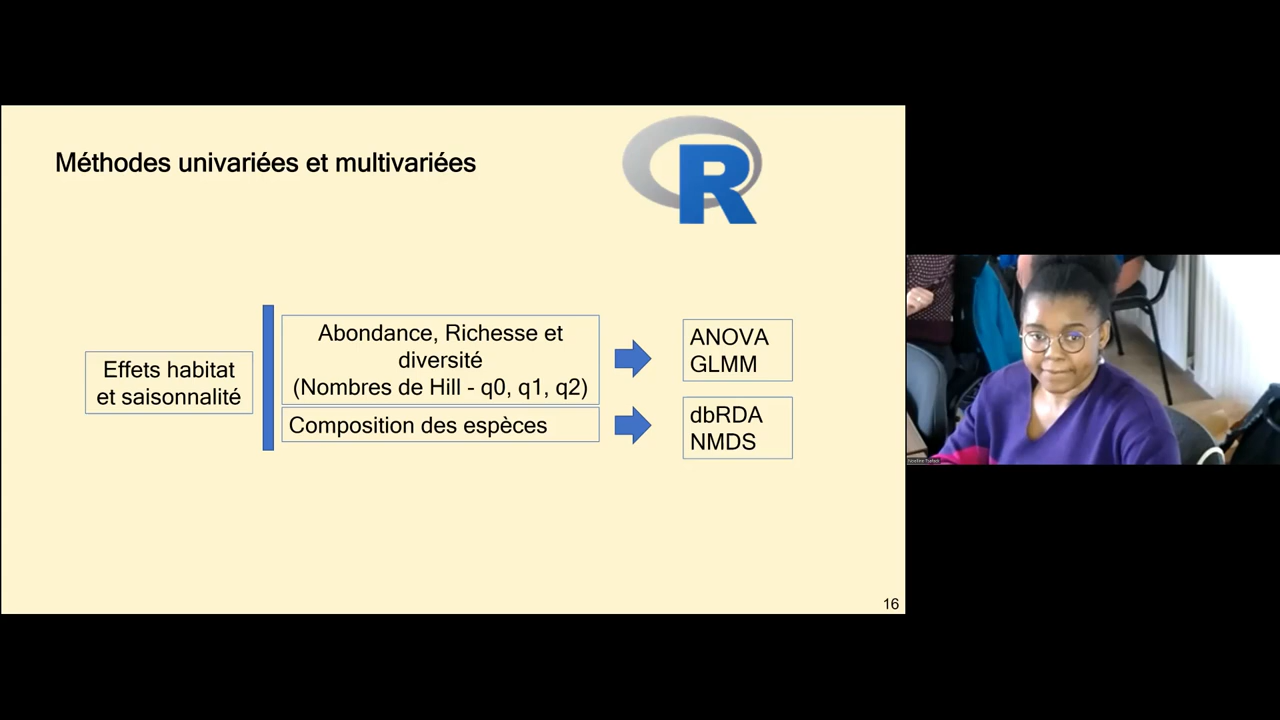 Méthodes univariées et multivariées
R
Effets habitat
et saisonnalité
Abondance, Richesse et
diversité
(Nombres de Hill - q0, q1, q2)
Composition des espèces
ANOVA
GLMM
dbRDA
NMDS
16